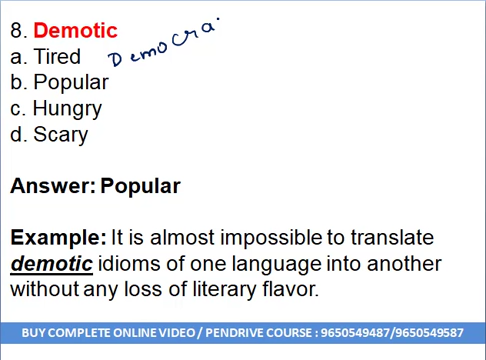 8. Demotic
a. Tired
Democra
b. Popular
c. Hungry
d. Scary
Answer: Popular
Example: It is almost impossible to translate
demotic idioms of one language into another
without any loss of literary flavor.
BUY COMPLETE ONLINE VIDEO / PENDRIVE COURSE : 9650549487/9650549587